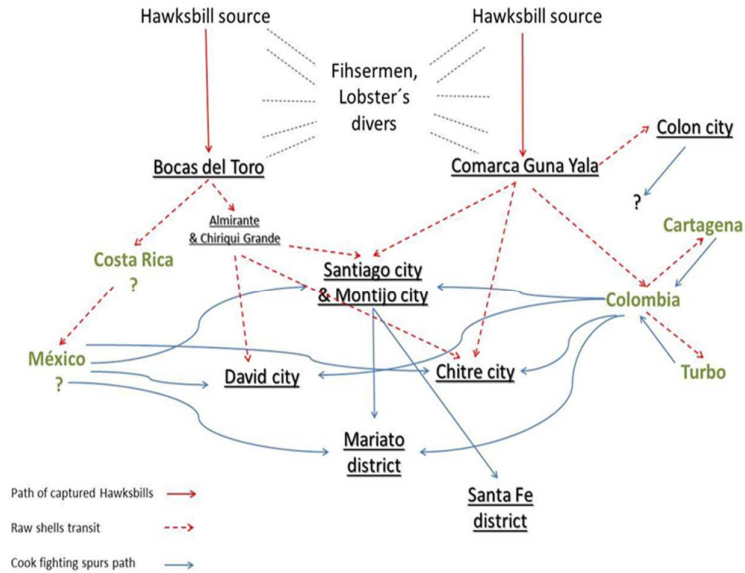 Hawksbill source
Hawksbill source
Fihsermen,
Lobster´s
divers
Colon city
Bocas del Toro
Comarca Guna Yala
?
Almirante
& Chiriqui Grande
Cartagena
Costa Rica
?
Santiago city
& Montijo city
Colombia
México
?
David city
Chitre city
Turbo
Mariato
district
Santa Fe
district
Path of captured Hawksbills
Raw shells transit
Cook fighting spurs path